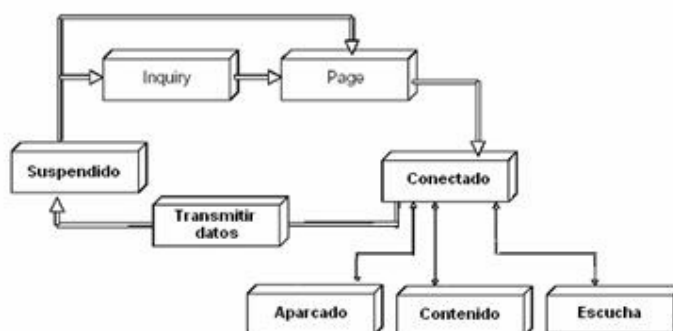 Inquiry
Page
Suspendido
Conectado
Transmitir
datos
Aparcado
Contenido
Escucha